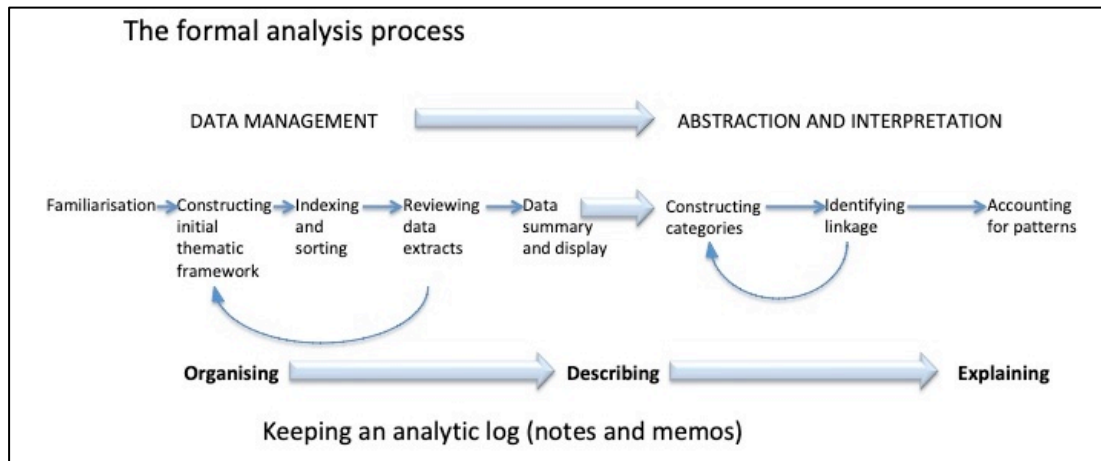 The formal analysis process
DATA MANAGEMENT
ABSTRACTION AND INTERPRETATION
Familiarisation
Constructing
initial
thematic
framework
Indexing
and
sorting
Reviewing
data
extracts
Data
summary
and display
Constructing
categories
Identifying
linkage
Accounting
for patterns
Organising
Describing
Explaining
Keeping an analytic log (notes and memos)